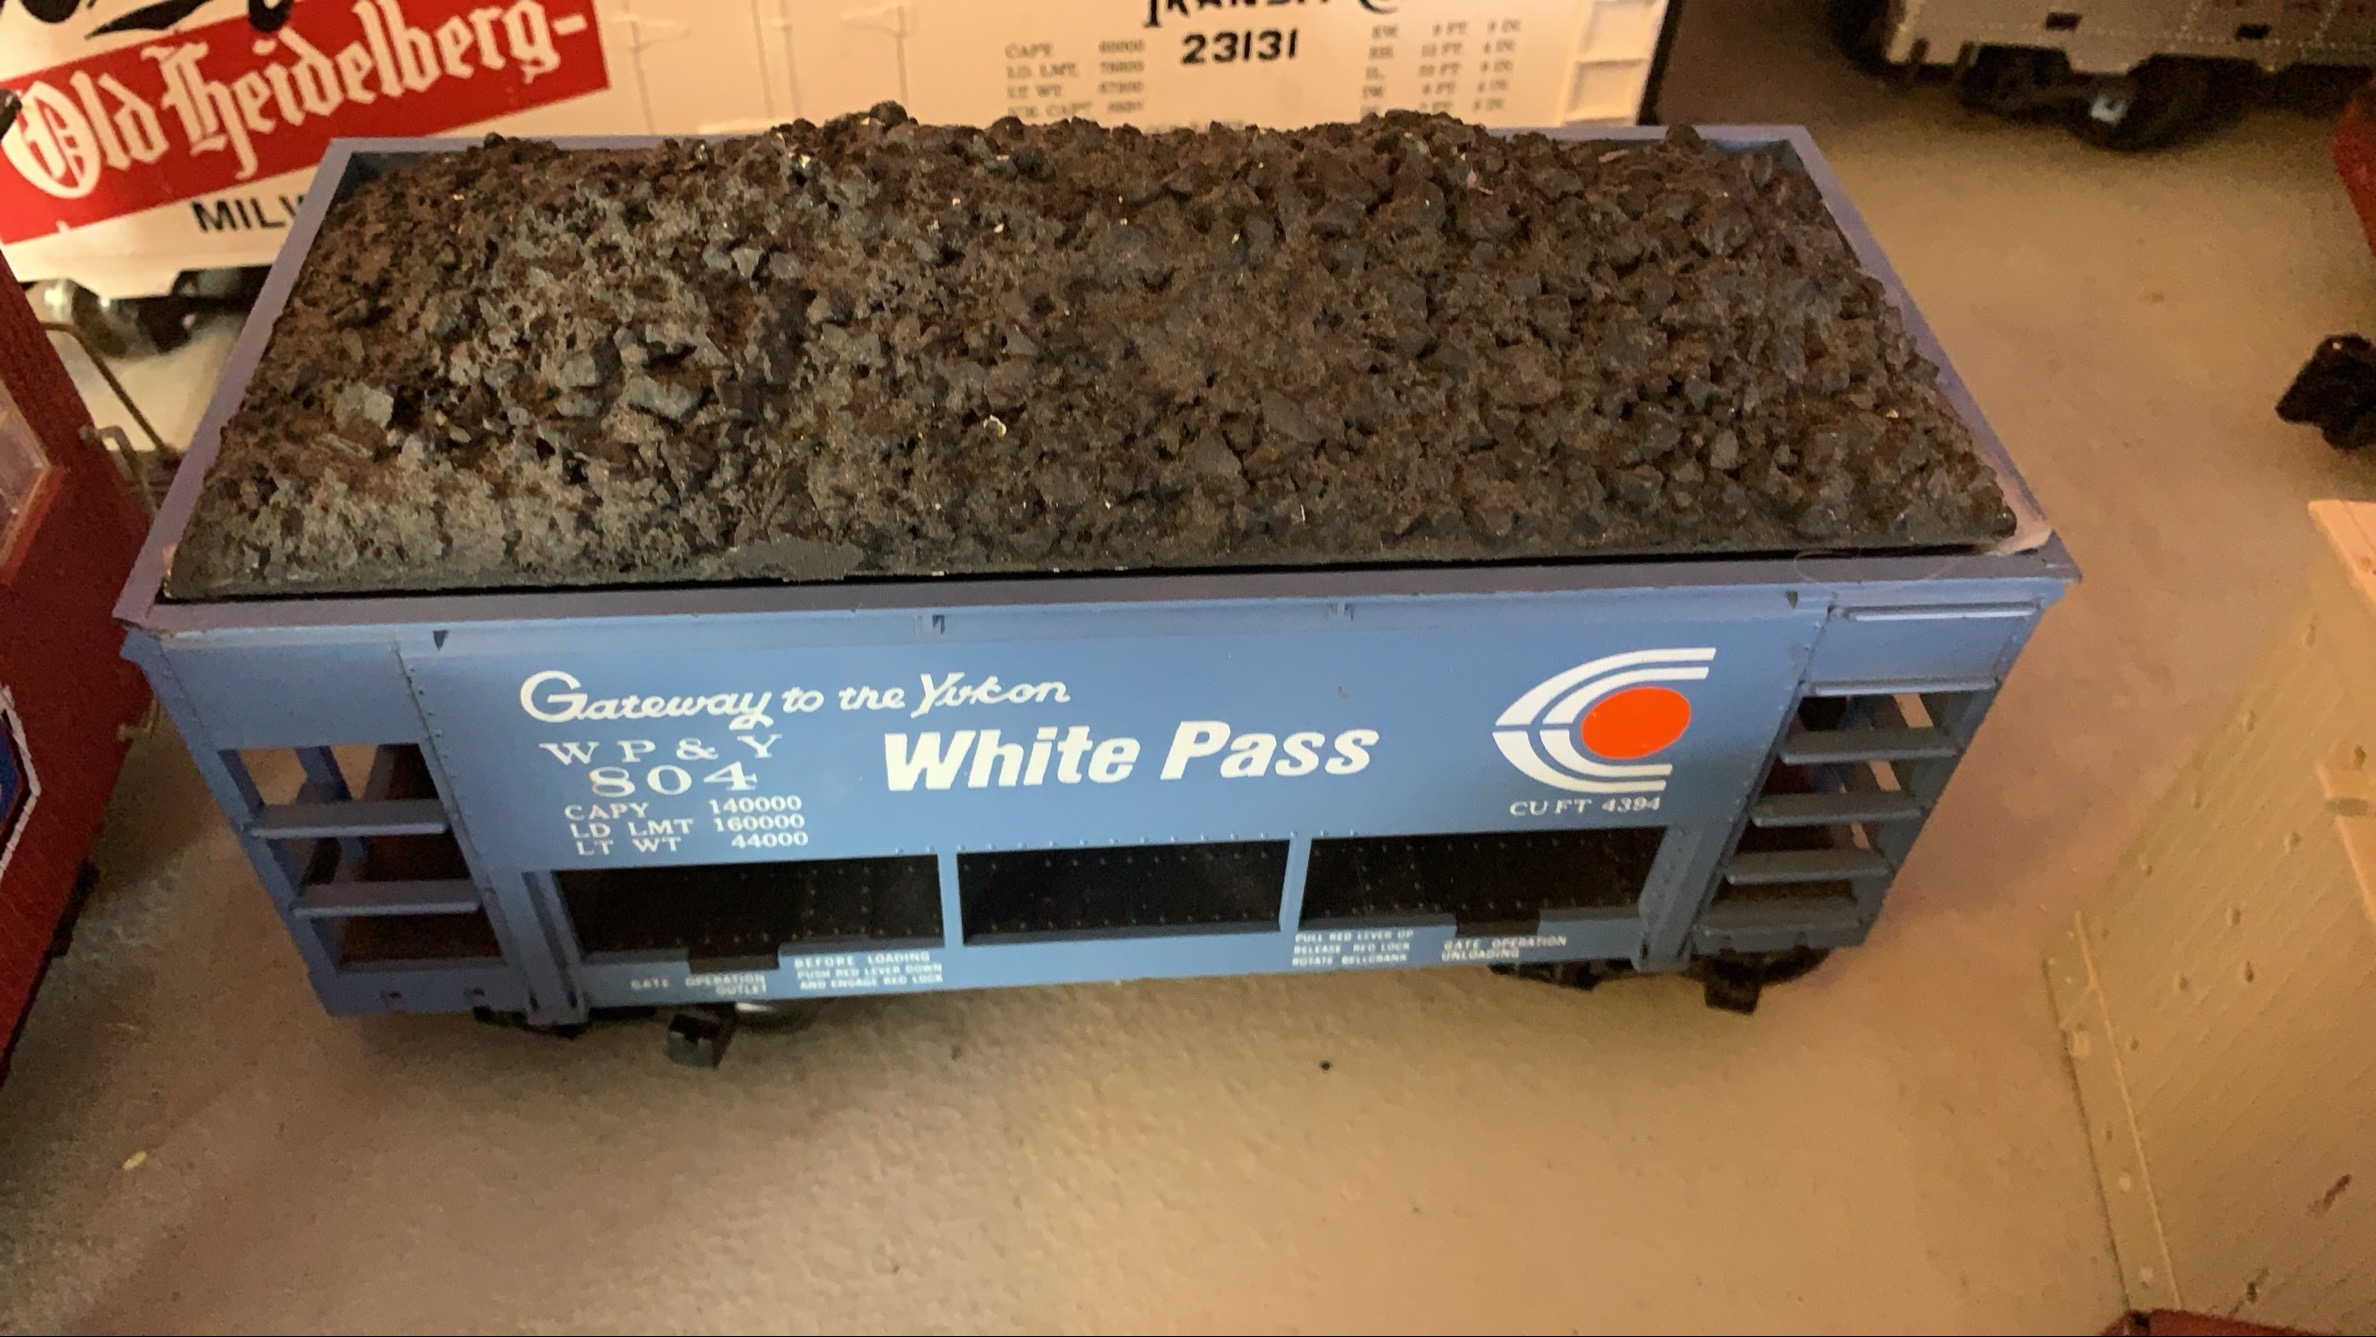 Old Heidelberg-
MILW
23131
Gateway to the Yukon
White Pass
W P & Y
804
CAPY 140000
LD LMT 160000
LT WT 44000
CU FT 4394
GATE OPERATION
OUTLET
BEFORE LOADING
PUSH RED LEVER DOWN
AND ENGAGE RED LOCK
PULL RED LEVER UP
RELEASE RED LOCK
ROTATE BELLCRANK
GATE OPERATION
UNLOADING